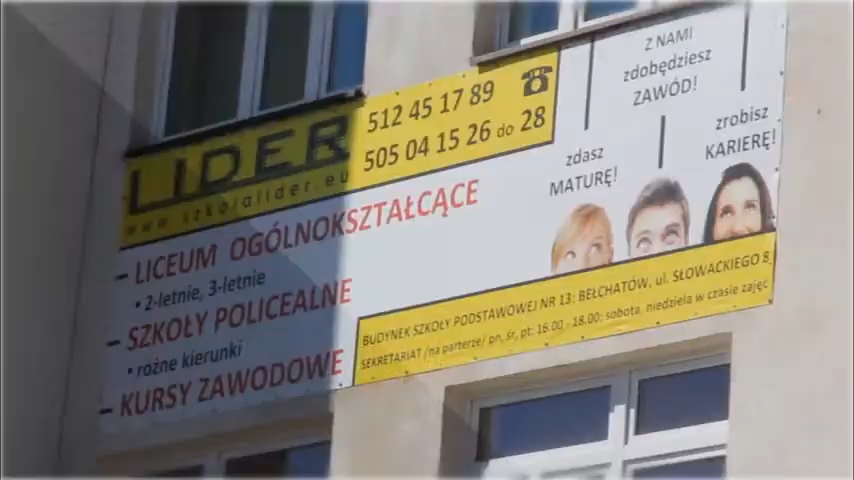 LIDER
www.szkolalider.eu
512 45 17 89
505 04 15 26 do 28
- LICEUM OGÓLNOKSZTAŁCĄCE
• 2-letnie, 3-letnie
- SZKOŁY POLICEALNE
• różne kierunki
- KURSY ZAWODOWE
zdasz
MATURĘ!
Z NAMI
zdobędziesz
ZAWÓD!
zrobisz
KARIERĘ!
BUDYNEK SZKOŁY PODSTAWOWEJ NR 13; BEŁCHATÓW, ul. SŁOWACKIEGO 8,
SEKRETARIAT /na parterze/ pn, śr, pt: 16.00 - 18.00; sobota, niedziela w czasie zajęć